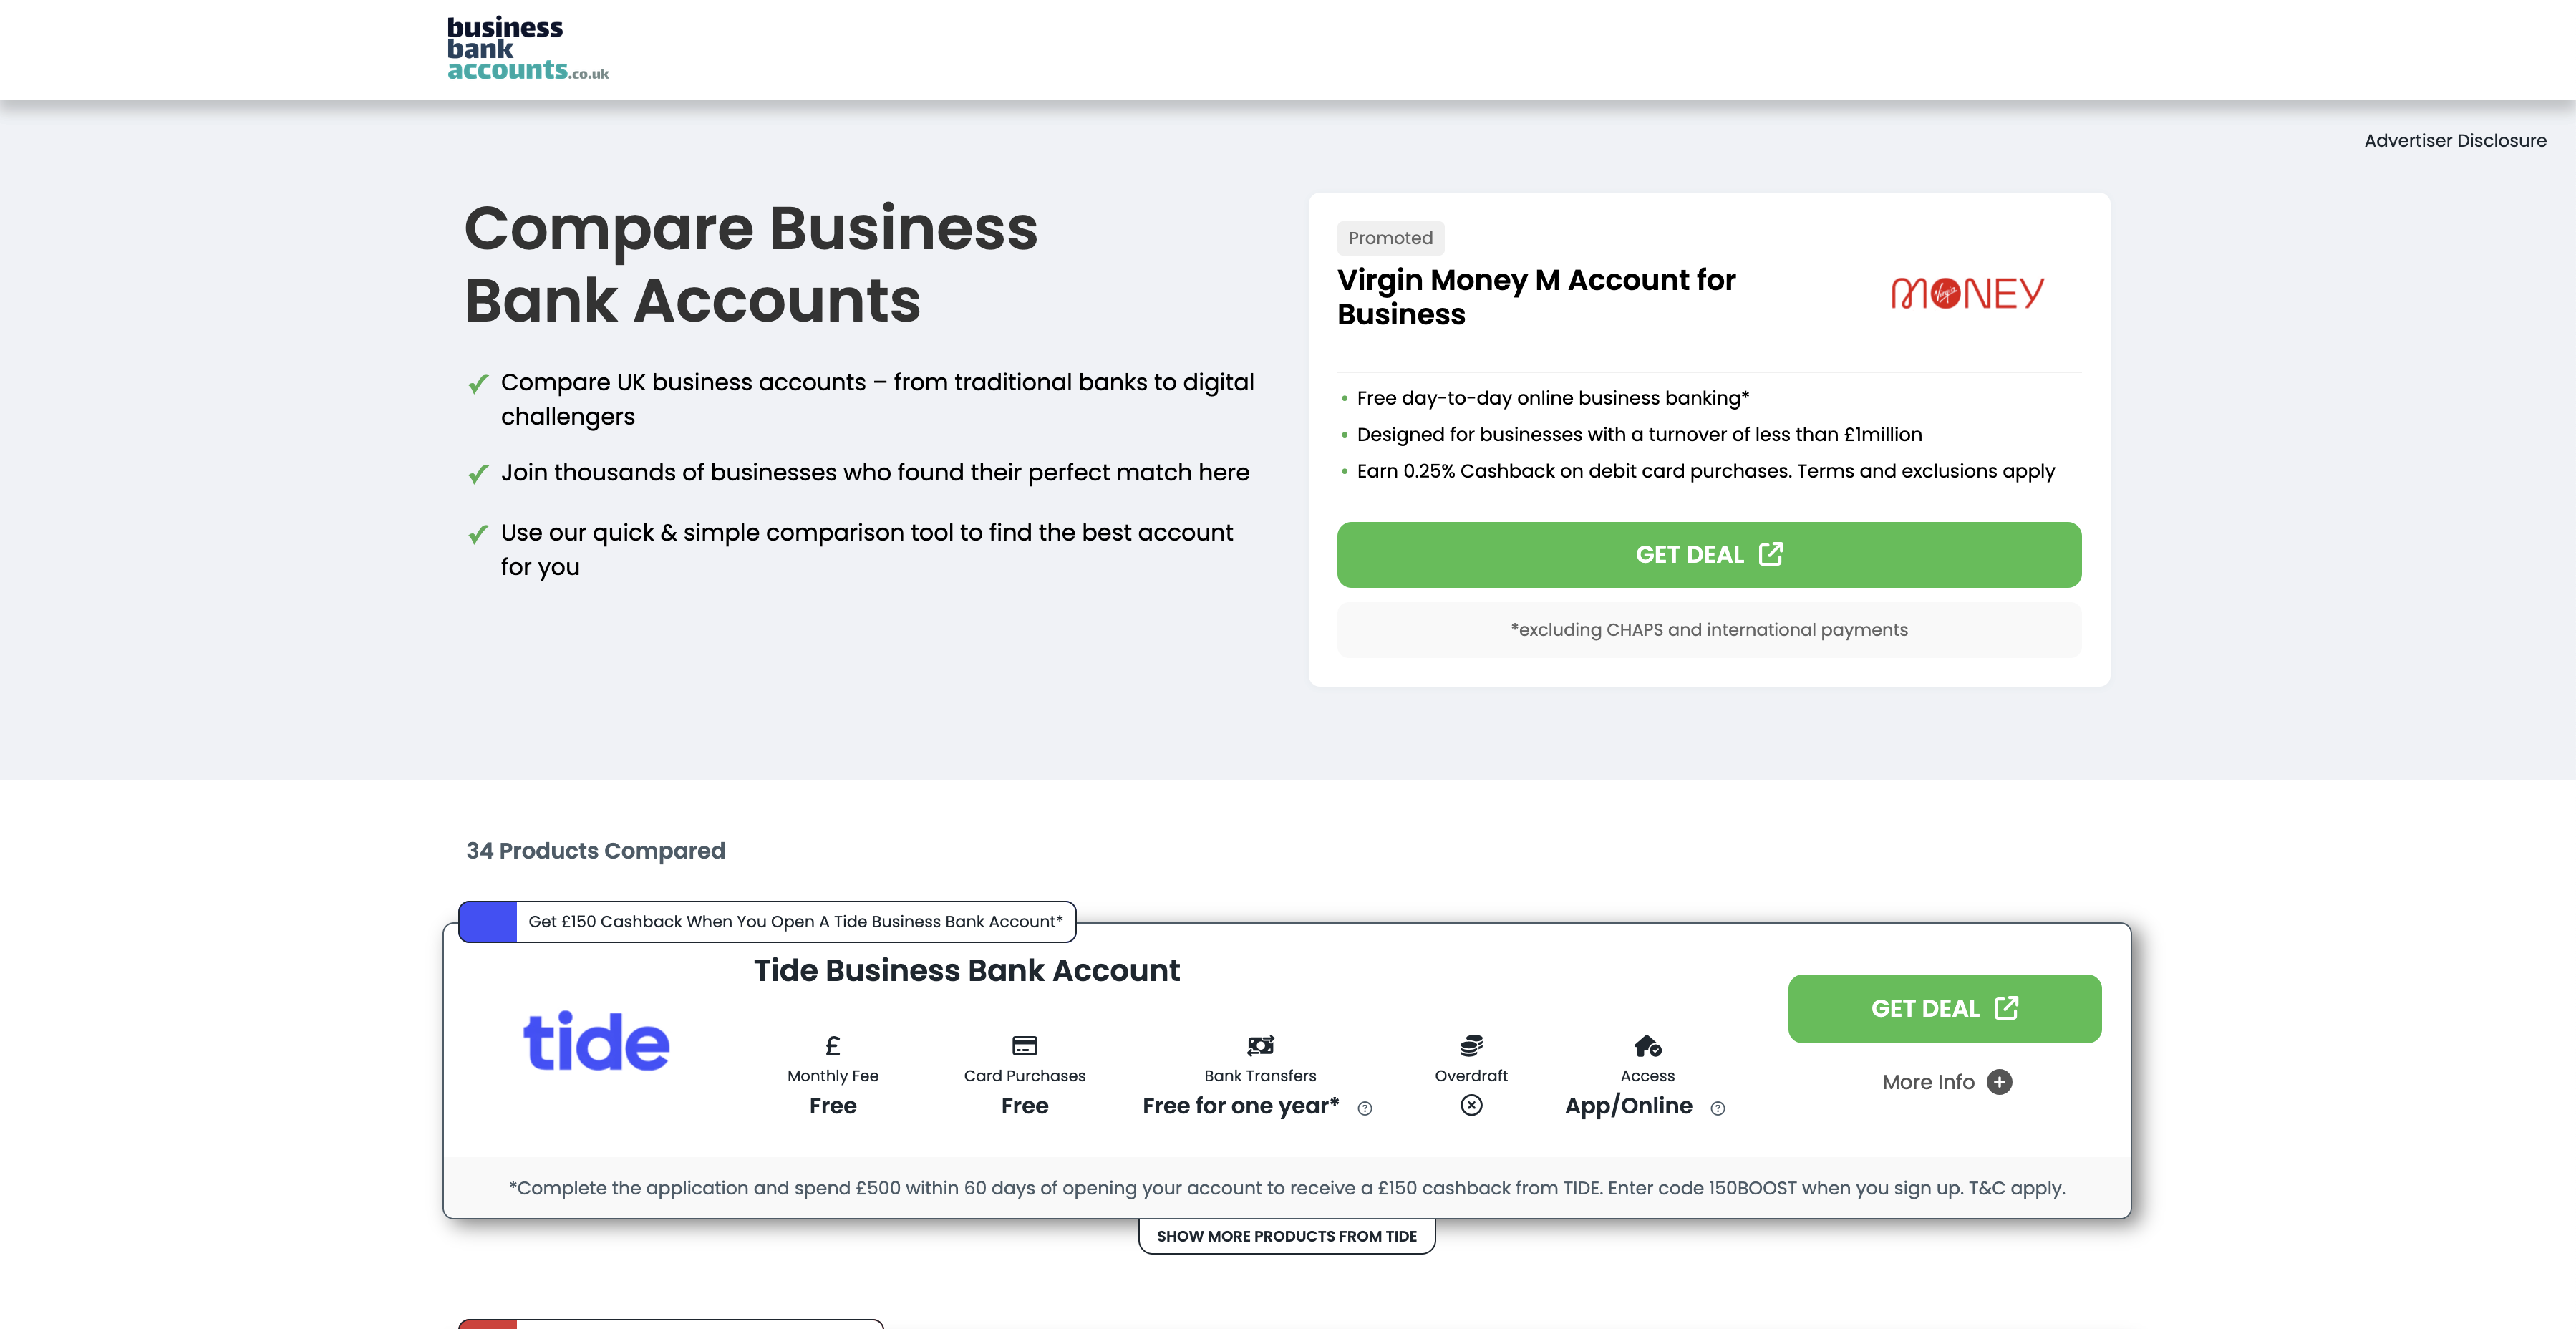 business
bank
accounts.co.uk
Advertiser Disclosure
Compare Business
Bank Accounts
Compare UK business accounts – from traditional banks to digital
challengers
Join thousands of businesses who found their perfect match here
Use our quick & simple comparison tool to find the best account
for you
Promoted
Virgin Money M Account for
Business
Virgin MONEY
Free day-to-day online business banking*
Designed for businesses with a turnover of less than £1million
Earn 0.25% Cashback on debit card purchases. Terms and exclusions apply
GET DEAL
*excluding CHAPS and international payments
34 Products Compared
Get £150 Cashback When You Open A Tide Business Bank Account*
Tide Business Bank Account
tide
£
Monthly Fee
Free
Card Purchases
Free
Bank Transfers
Free for one year* ?
Overdraft
Access
App/Online ?
GET DEAL
More Info
*Complete the application and spend £500 within 60 days of opening your account to receive a £150 cashback from TIDE. Enter code 150BOOST when you sign up. T&C apply.
SHOW MORE PRODUCTS FROM TIDE